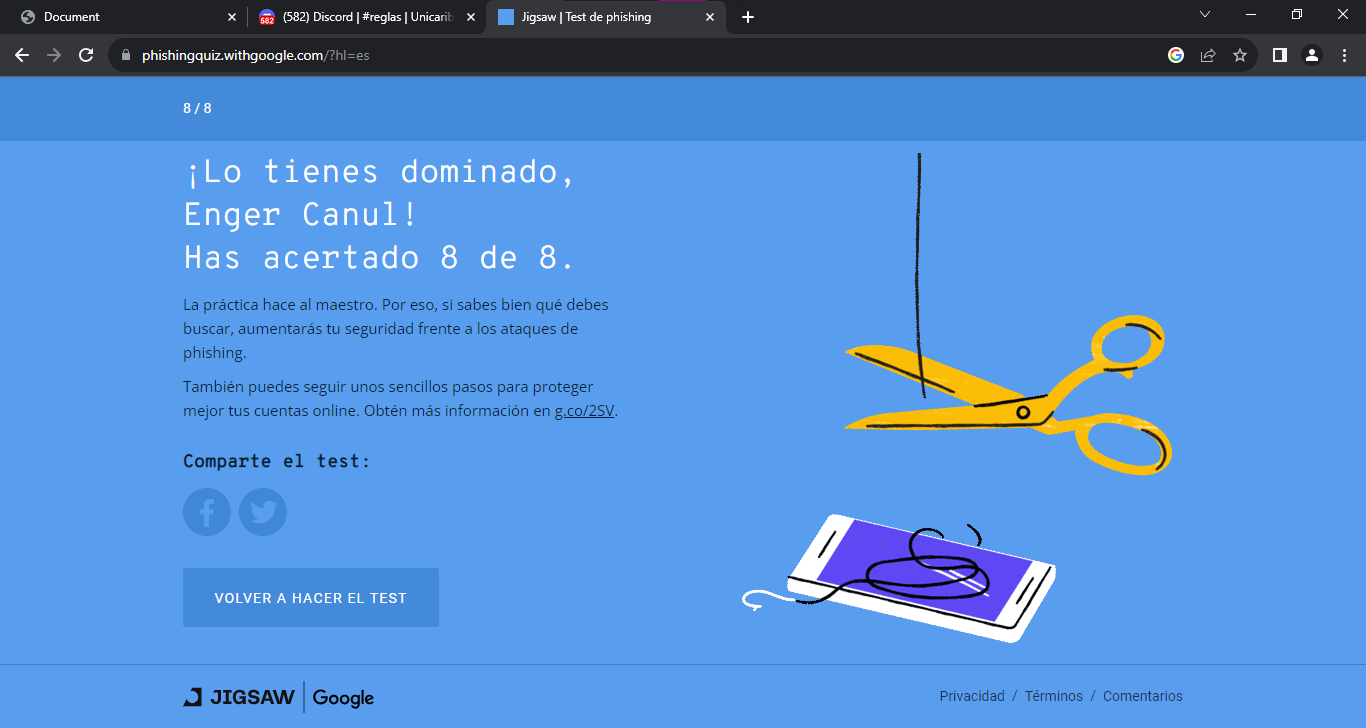 Document
(582) Discord | #reglas | Unicarib
582
Jigsaw | Test de phishing
phishingquiz.withgoogle.com/?hl=es
8 / 8
¡Lo tienes dominado,
Enger Canul!
Has acertado 8 de 8.
La práctica hace al maestro. Por eso, si sabes bien qué debes
buscar, aumentarás tu seguridad frente a los ataques de
phishing.
También puedes seguir unos sencillos pasos para proteger
mejor tus cuentas online. Obtén más información en g.co/2SV.
Comparte el test:
VOLVER A HACER EL TEST
JIGSAW | Google
Privacidad / Términos / Comentarios